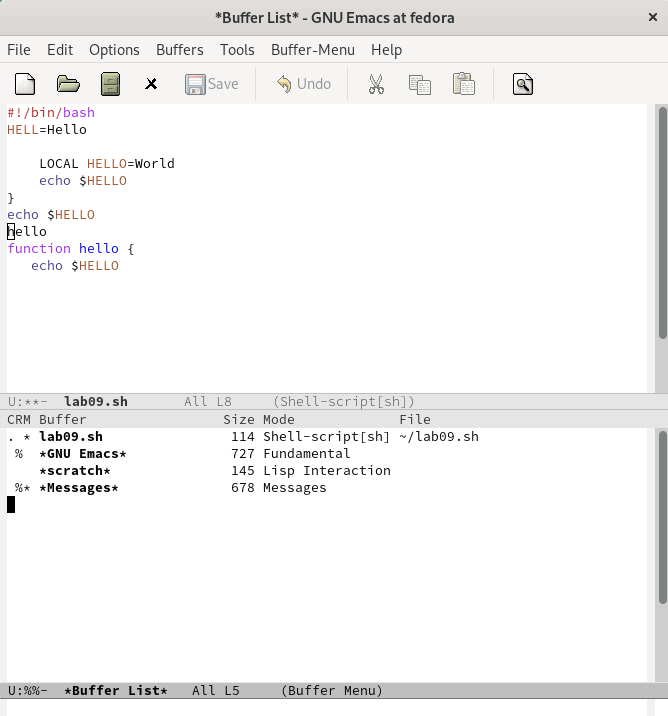 *Buffer List* - GNU Emacs at fedora
File Edit Options Buffers Tools Buffer-Menu Help
Save Undo
#!/bin/bash
HELL=Hello
LOCAL HELLO=World
echo $HELLO
}
echo $HELLO
hello
function hello {
echo $HELLO
U:**- lab09.sh All L8 (Shell-script[sh])
CRM Buffer Size Mode File
. * lab09.sh 114 Shell-script[sh] ~/lab09.sh
% *GNU Emacs* 727 Fundamental
*scratch* 145 Lisp Interaction
%* *Messages* 678 Messages
U:%%- *Buffer List* All L5 (Buffer Menu)